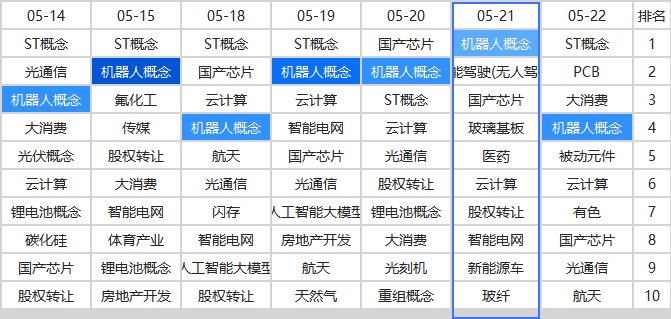 05-14 05-15 05-18 05-19 05-20 05-21 05-22 排名
ST概念 ST概念 ST概念 ST概念 国产芯片 机器人概念 ST概念 1
光通信 机器人概念 国产芯片 机器人概念 机器人概念 能驾驶(无人驾 PCB 2
机器人概念 氟化工 云计算 云计算 ST概念 国产芯片 大消费 3
大消费 传媒 机器人概念 智能电网 云计算 玻璃基板 机器人概念 4
光伏概念 股权转让 航天 国产芯片 光通信 医药 被动元件 5
云计算 大消费 光通信 光通信 股权转让 云计算 云计算 6
锂电池概念 智能电网 闪存 人工智能大模型 锂电池概念 股权转让 有色 7
碳化硅 体育产业 智能电网 房地产开发 大消费 智能电网 国产芯片 8
国产芯片 锂电池概念 人工智能大模型 航天 光刻机 新能源车 光通信 9
股权转让 房地产开发 股权转让 天然气 重组概念 玻纤 航天 10